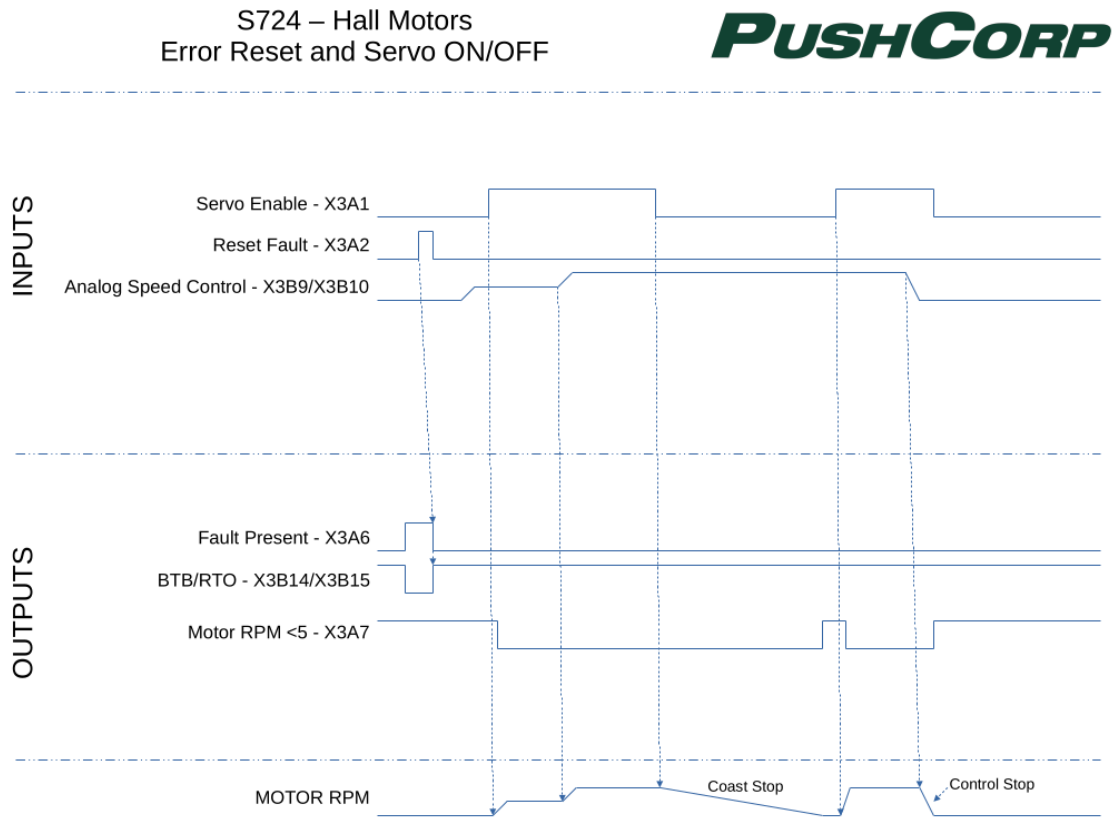 S724 – Hall Motors
Error Reset and Servo ON/OFF
PUSHCORP
INPUTS
Servo Enable - X3A1
Reset Fault - X3A2
Analog Speed Control - X3B9/X3B10
OUTPUTS
Fault Present - X3A6
BTB/RTO - X3B14/X3B15
Motor RPM <5 - X3A7
MOTOR RPM
Coast Stop
Control Stop